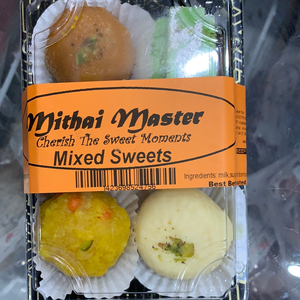 Mithai Master
Cherish The Sweet Moments
Mixed Sweets
Ingredients: milk,
Best Before